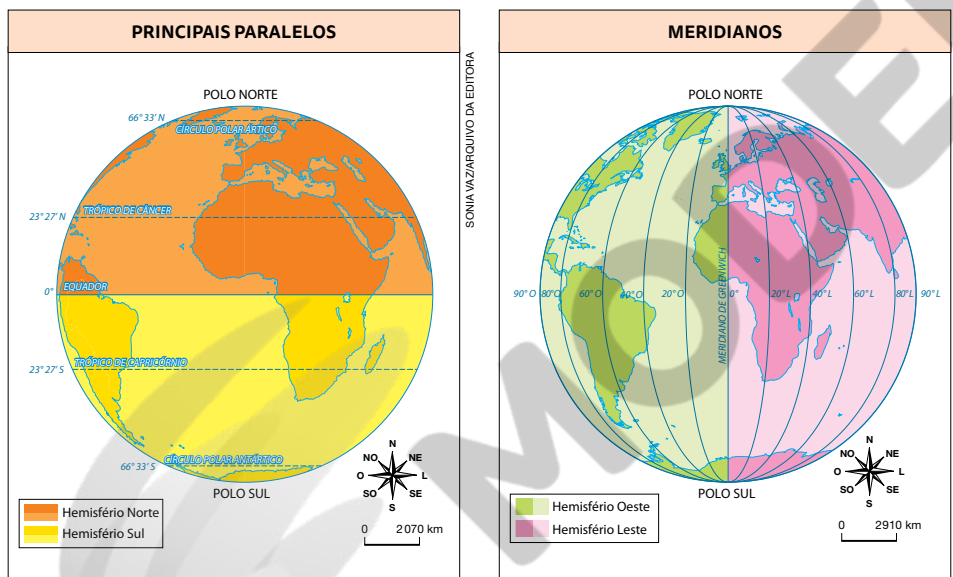 PRINCIPAIS PARALELOS
POLO NORTE
66° 33’ N
CÍRCULO POLAR ÁRTICO
TRÓPICO DE CÂNCER
23° 27’ N
EQUADOR
0°
TRÓPICO DE CAPRICÓRNIO
23° 27’ S
CÍRCULO POLAR ANTÁRTICO
66° 33’ S
POLO SUL
N
NO NE
O L
SO SE
S
Hemisfério Norte
Hemisfério Sul
0 2 070 km
SONIA VAZ/ARQUIVO DA EDITORA
MERIDIANOS
POLO NORTE
MERIDIANO DE GREENWICH
90° O 80° O 60° O 40° O 20° O 0° 20° L 40° L 60° L 80° L 90° L
POLO SUL
N
NO NE
O L
SO SE
S
Hemisfério Oeste
Hemisfério Leste
0 2910 km
MODE